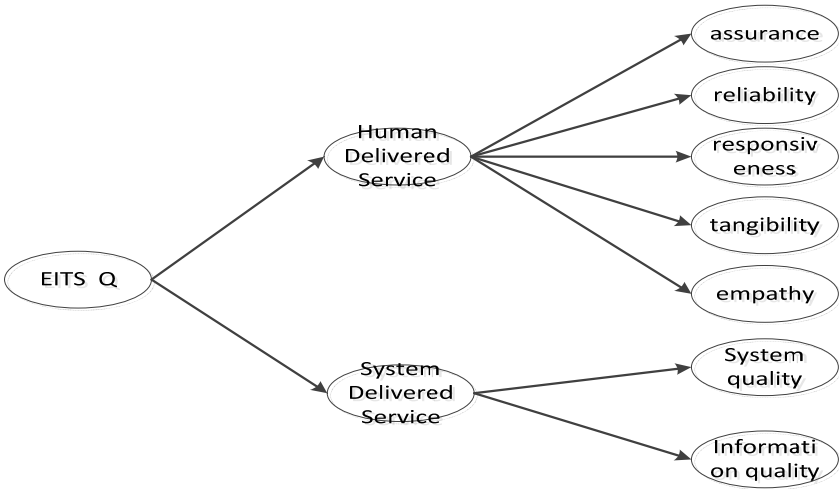 assurance
reliability
responsiv
eness
tangibility
empathy
Human
Delivered
Service
EITS Q
System
Delivered
Service
System
quality
Informati
on quality